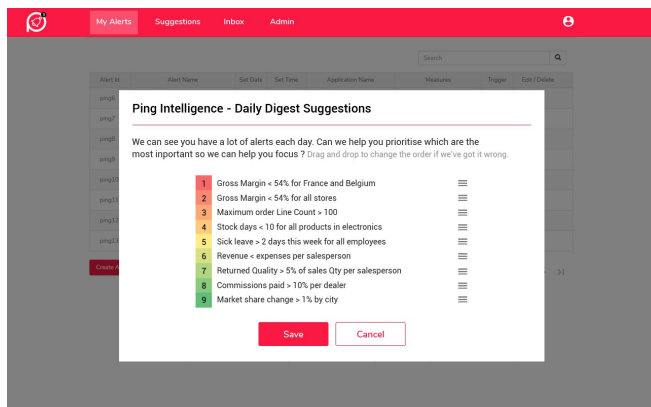 My Alerts Suggestions Inbox Admin
Search
Alert Id Alert Name Set Date Set Time Application Name Measures Trigger Edit / Delete
ping6
ping7
ping8
ping9
ping10
ping11
ping12
ping13
Create A
Ping Intelligence - Daily Digest Suggestions
We can see you have a lot of alerts each day. Can we help you prioritise which are the
most inportant so we can help you focus ? Drag and drop to change the order if we've got it wrong.
1 Gross Margin < 54% for France and Belgium
2 Gross Margin < 54% for all stores
3 Maximum order Line Count > 100
4 Stock days < 10 for all products in electronics
5 Sick leave > 2 days this week for all employees
6 Revenue < expenses per salesperson
7 Returned Quality > 5% of sales Qty per salesperson
8 Commissions paid > 10% per dealer
9 Market share change > 1% by city
Save Cancel